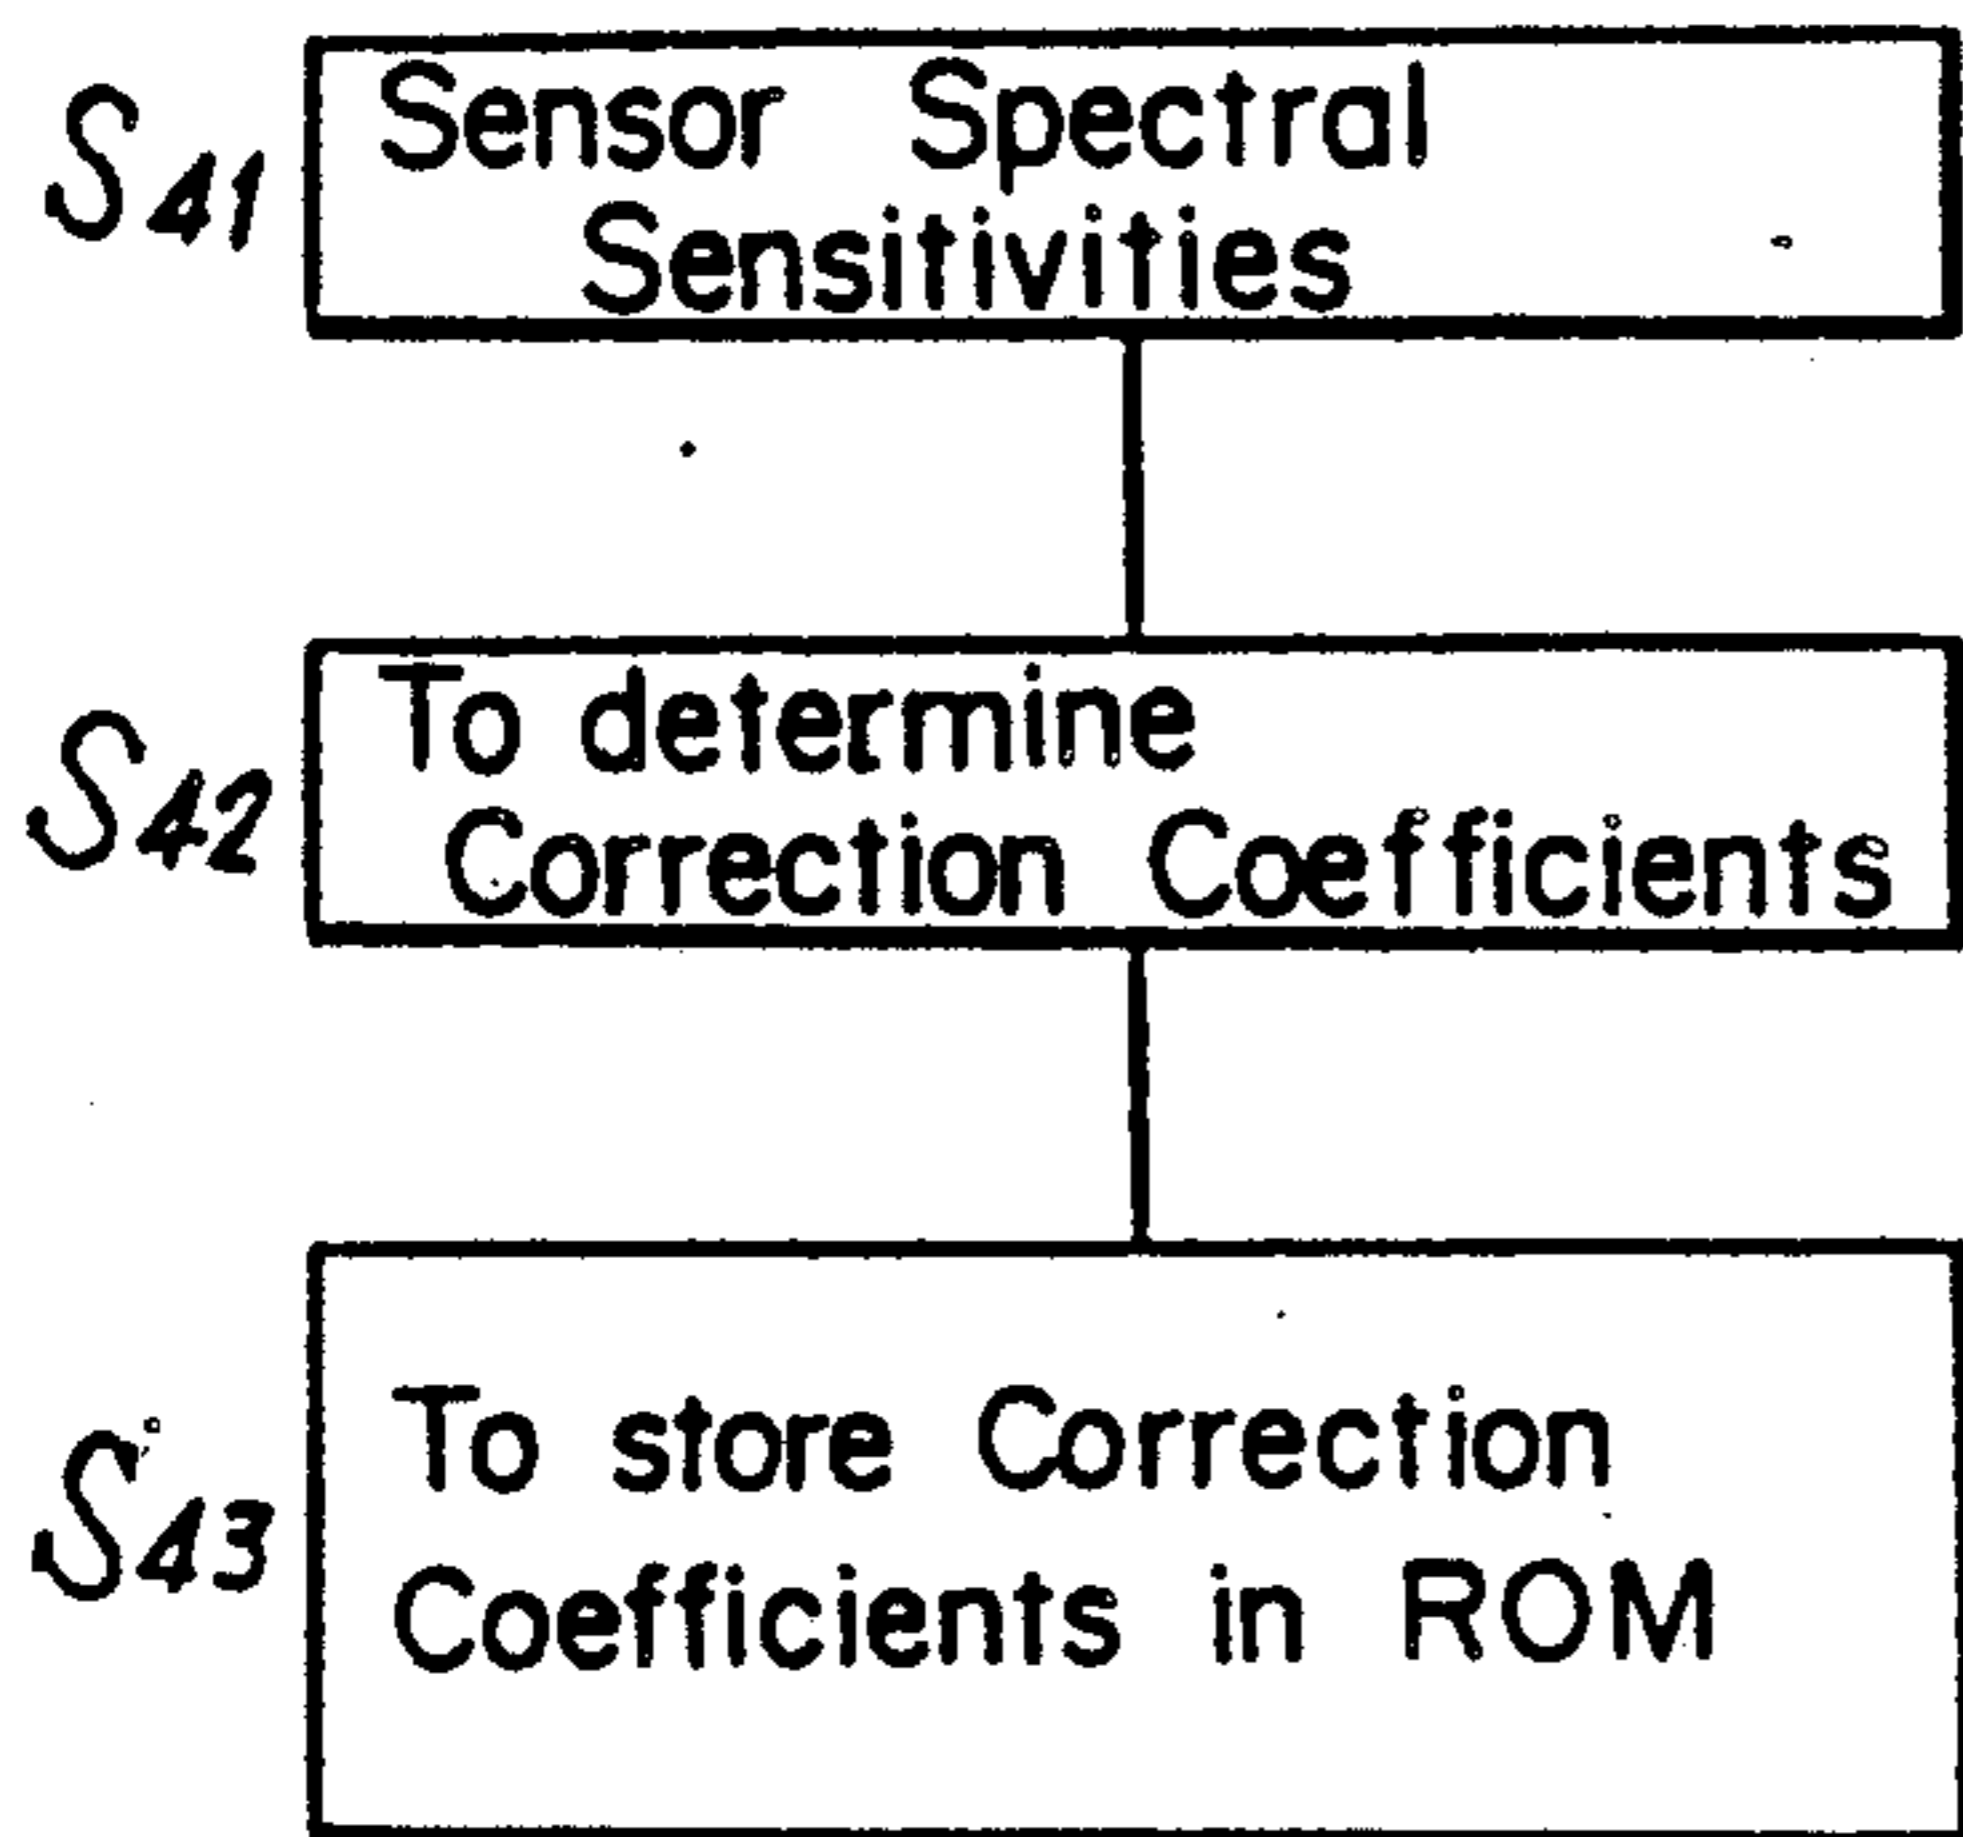 S41
Sensor Spectral
Sensitivities
S42
To determine
Correction Coefficients
S43
To store Correction
Coefficients in ROM